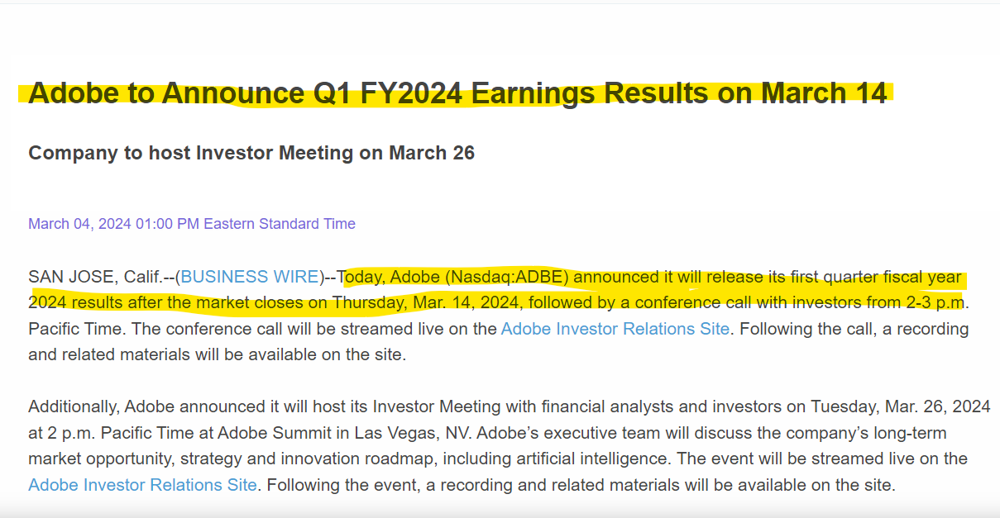 Adobe to Announce Q1 FY2024 Earnings Results on March 14
Company to host Investor Meeting on March 26
March 04, 2024 01:00 PM Eastern Standard Time
SAN JOSE, Calif.--(BUSINESS WIRE)--Today, Adobe (Nasdaq:ADBE) announced it will release its first quarter fiscal year
2024 results after the market closes on Thursday, Mar. 14, 2024, followed by a conference call with investors from 2-3 p.m.
Pacific Time. The conference call will be streamed live on the Adobe Investor Relations Site. Following the call, a recording
and related materials will be available on the site.
Additionally, Adobe announced it will host its Investor Meeting with financial analysts and investors on Tuesday, Mar. 26, 2024
at 2 p.m. Pacific Time at Adobe Summit in Las Vegas, NV. Adobe’s executive team will discuss the company’s long-term
market opportunity, strategy and innovation roadmap, including artificial intelligence. The event will be streamed live on the
Adobe Investor Relations Site. Following the event, a recording and related materials will be available on the site.